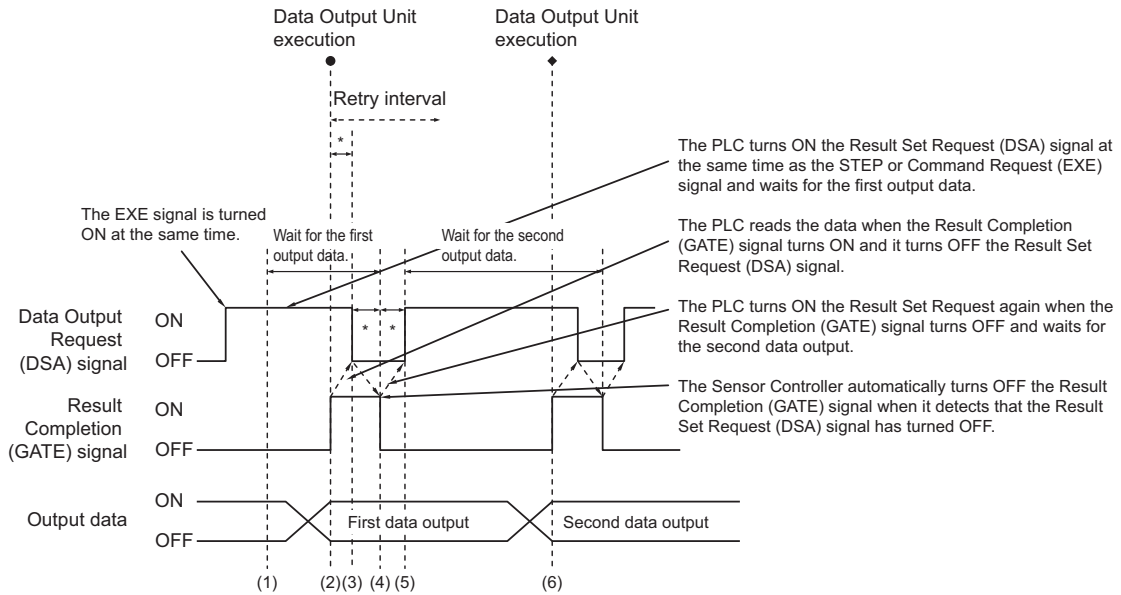 Data Output Unit
execution
Data Output Unit
execution
Retry interval
*
The PLC turns ON the Result Set Request (DSA) signal at
the same time as the STEP or Command Request (EXE)
signal and waits for the first output data.
The EXE signal is turned
ON at the same time.
Wait for the first
output data.
Wait for the second
output data.
The PLC reads the data when the Result Completion
(GATE) signal turns ON and it turns OFF the Result Set
Request (DSA) signal.
Data Output
Request
(DSA) signal
ON
OFF
* *
The PLC turns ON the Result Set Request again when the
Result Completion (GATE) signal turns OFF and waits for
the second data output.
Result
Completion
(GATE) signal
ON
OFF
The Sensor Controller automatically turns OFF the Result
Completion (GATE) signal when it detects that the Result
Set Request (DSA) signal has turned OFF.
Output data
ON
OFF
First data output
Second data output
(1) (2) (3) (4) (5) (6)